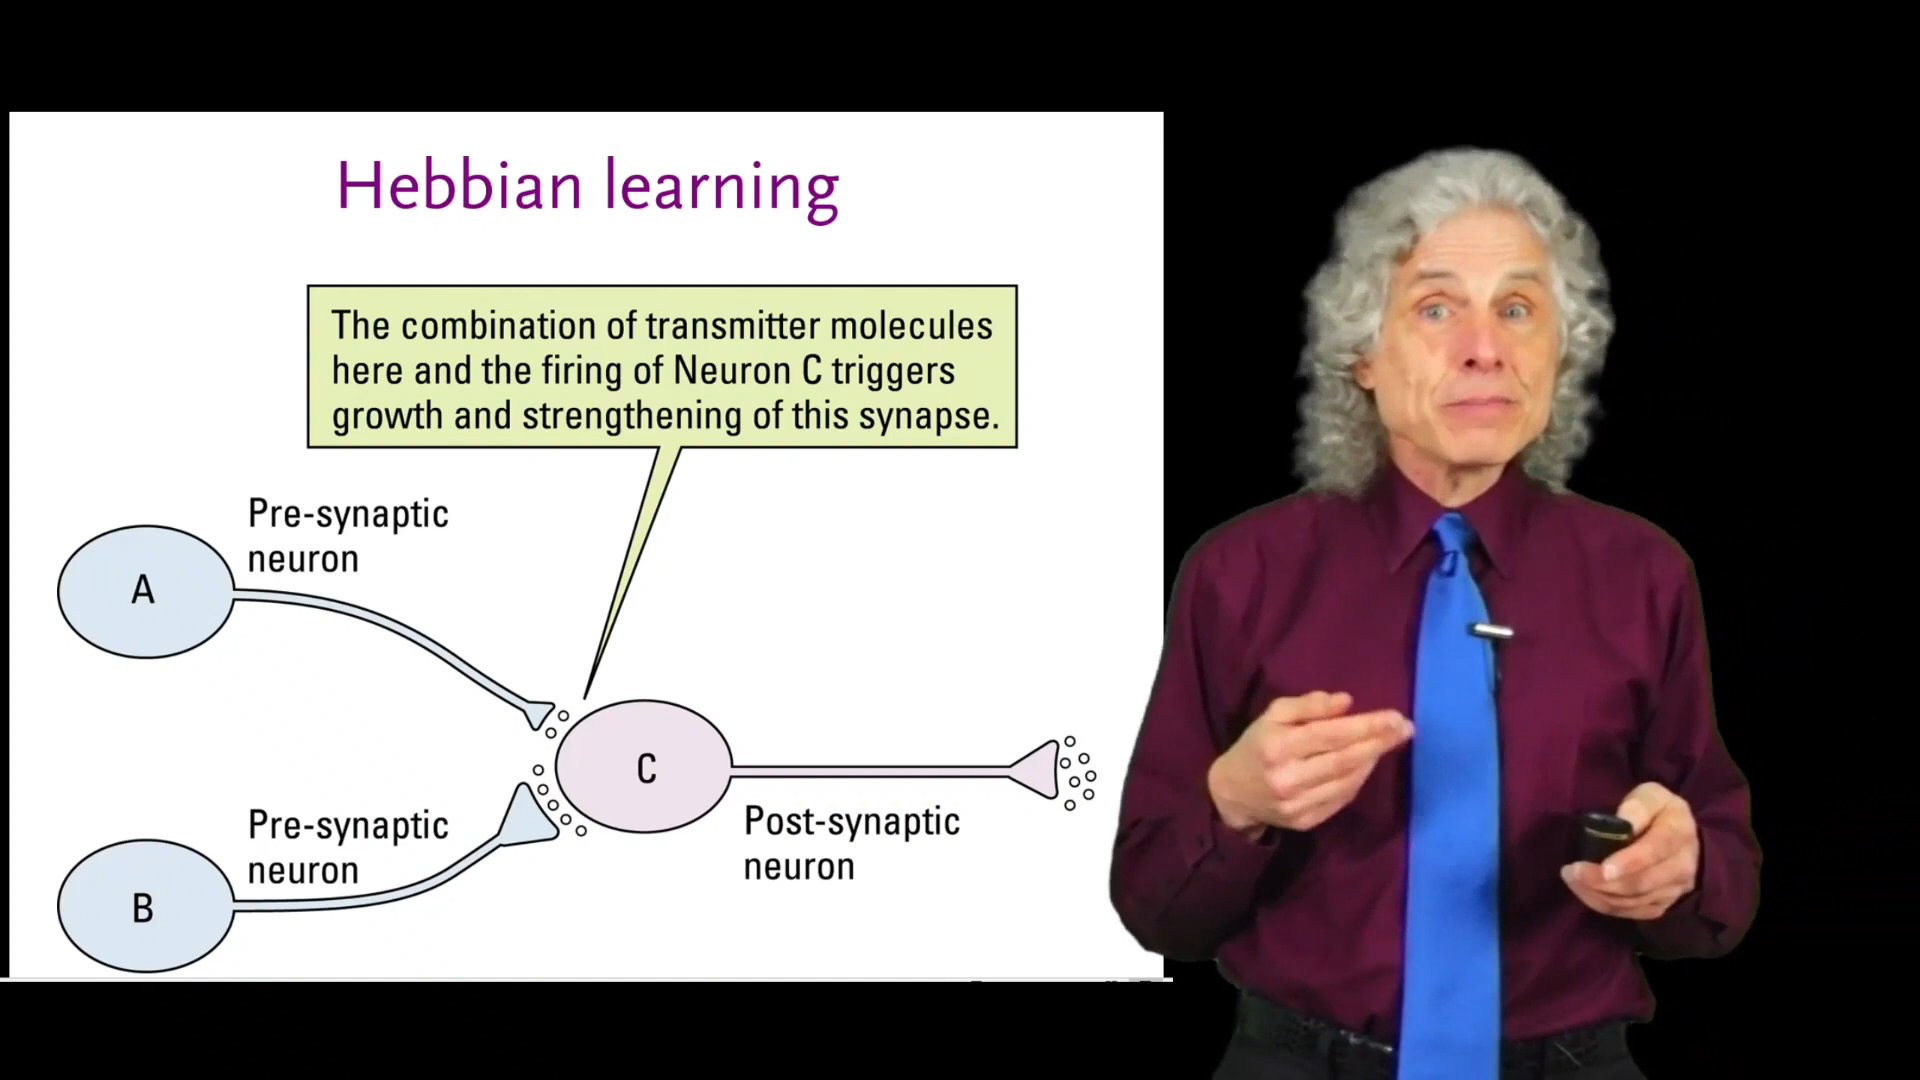 Hebbian learning
The combination of transmitter molecules
here and the firing of Neuron C triggers
growth and strengthening of this synapse.
Pre-synaptic
neuron
A
C
Pre-synaptic
neuron
Post-synaptic
neuron
B